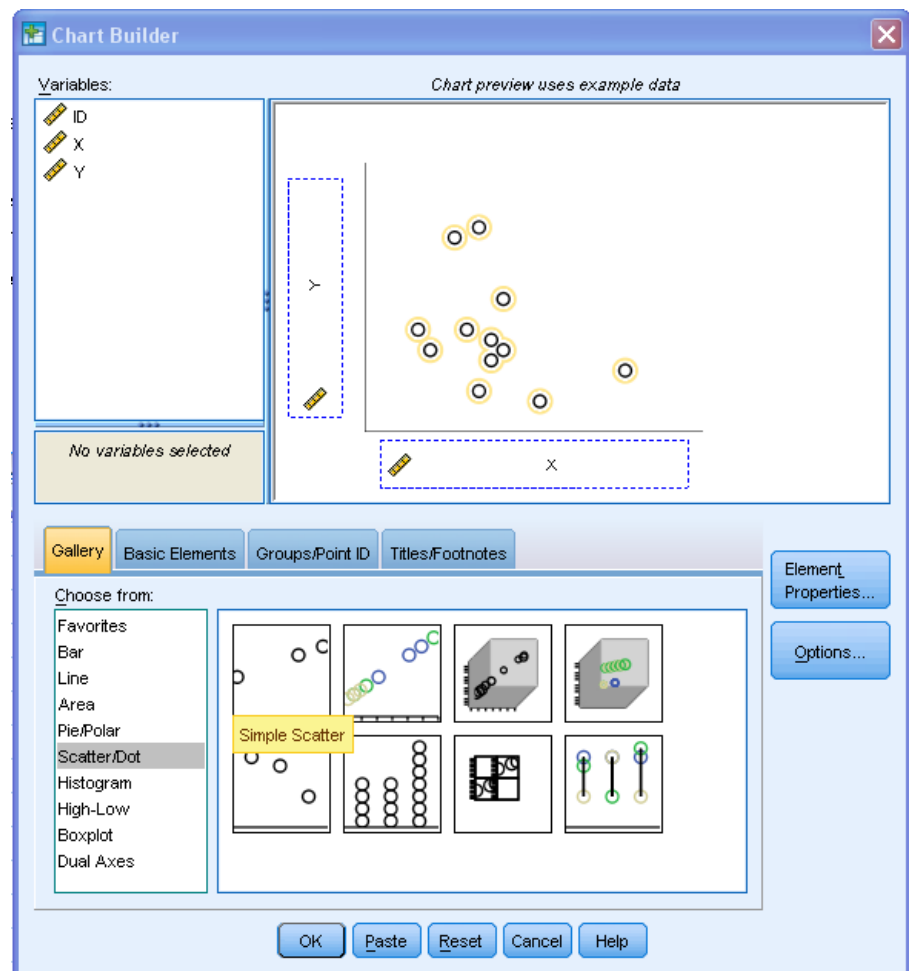 Chart Builder
Variables:
Chart preview uses example data
ID
X
Y
Y
X
No variables selected
Gallery
Basic Elements
Groups/Point ID
Titles/Footnotes
Element
Properties...
Options...
Choose from:
Favorites
Bar
Line
Area
Pie/Polar
Scatter/Dot
Histogram
High-Low
Boxplot
Dual Axes
Simple Scatter
OK
Paste
Reset
Cancel
Help